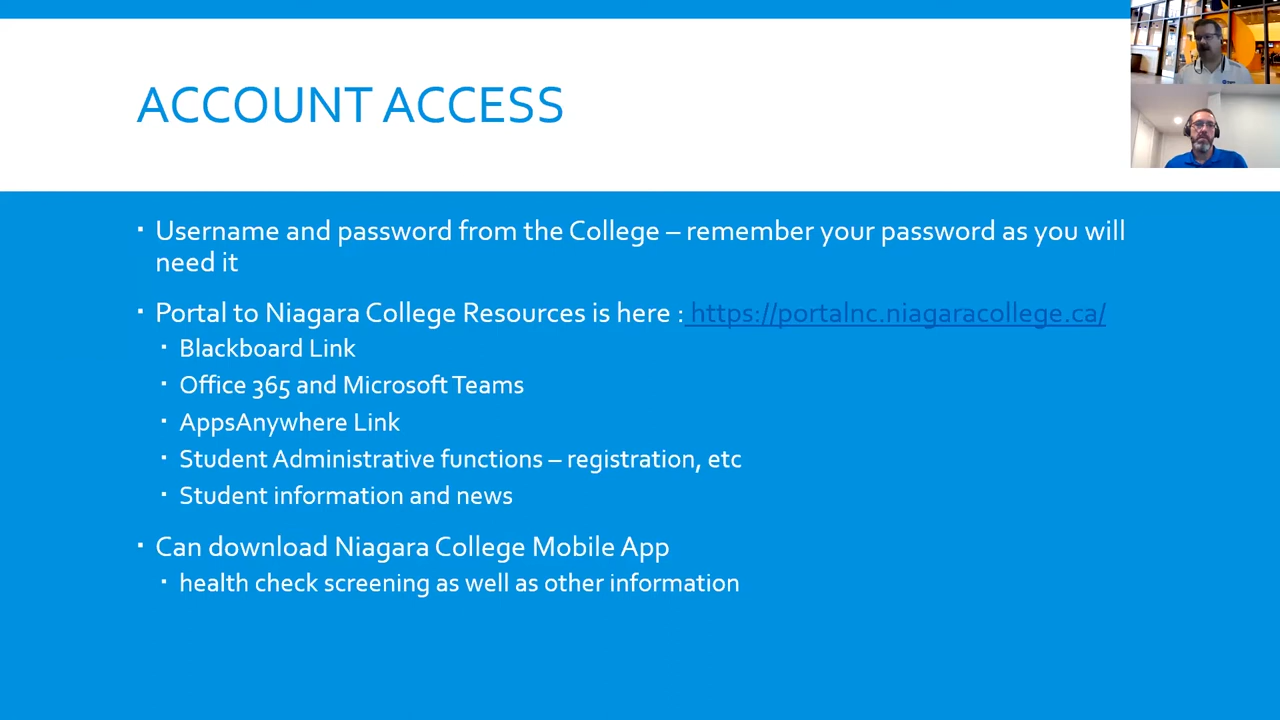 ACCOUNT ACCESS
▪ Username and password from the College – remember your password as you will
need it
▪ Portal to Niagara College Resources is here : https://portalnc.niagaracollege.ca/
▪ Blackboard Link
▪ Office 365 and Microsoft Teams
▪ AppsAnywhere Link
▪ Student Administrative functions – registration, etc
▪ Student information and news
▪ Can download Niagara College Mobile App
▪ health check screening as well as other information